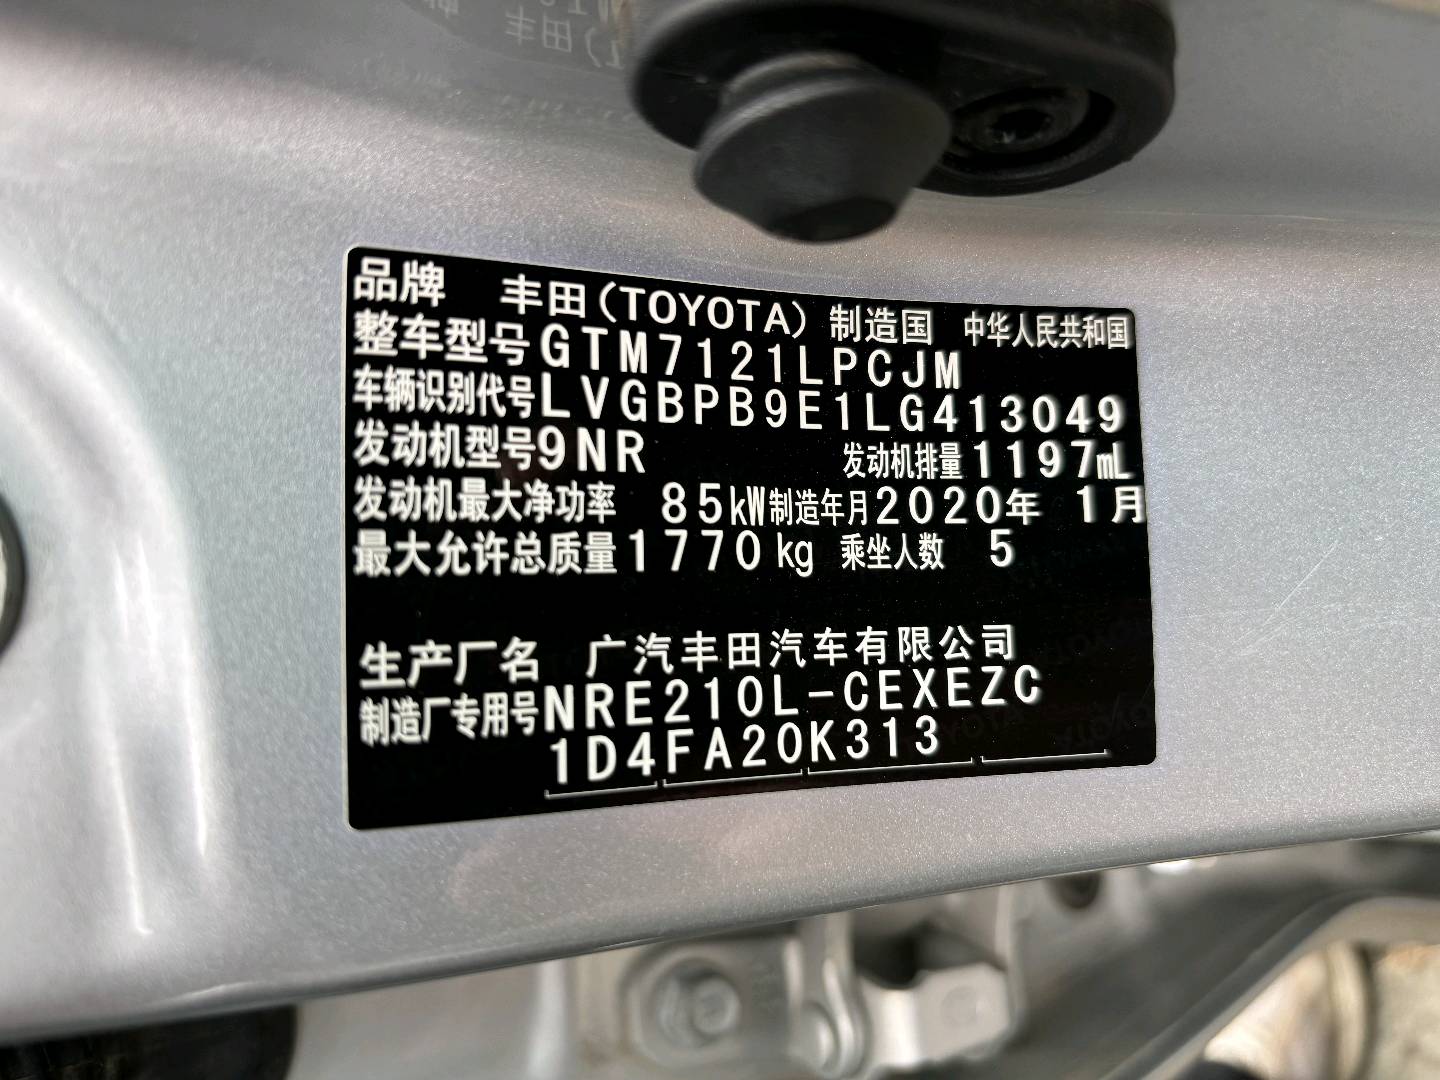 品牌 丰田(TOYOTA) 制造国 中华人民共和国
整车型号GTM7121LPCJM
车辆识别代号LVGBPB9E1LG413049
发动机型号9NR 发动机排量1197mL
发动机最大净功率 85kW制造年月2020年 1月
最大允许总质量1770kg 乘坐人数 5
生产厂名 广汽丰田汽车有限公司
制造厂专用号NRE210L-CEXEZC
1D4FA20K313